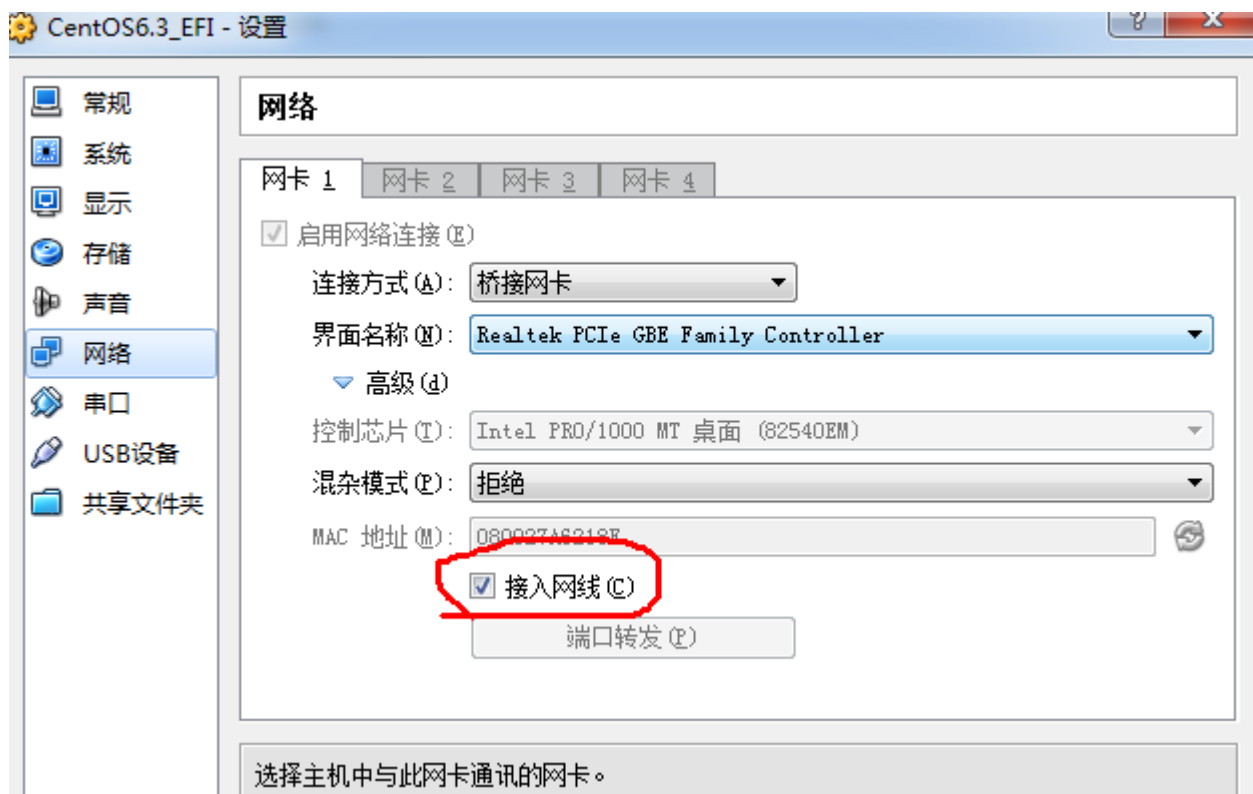 CentOS6.3_EFI - 设置
常规
系统
显示
存储
声音
网络
串口
USB设备
共享文件夹
网络
网卡 1 网卡 2 网卡 3 网卡 4
启用网络连接(E)
连接方式(A): 桥接网卡
界面名称(N): Realtek PCIe GBE Family Controller
高级(d)
控制芯片(T): Intel PRO/1000 MT 桌面 (82540EM)
混杂模式(P): 拒绝
MAC 地址(M): 080027A6218E
接入网线(C)
端口转发(P)
选择主机中与此网卡通讯的网卡。